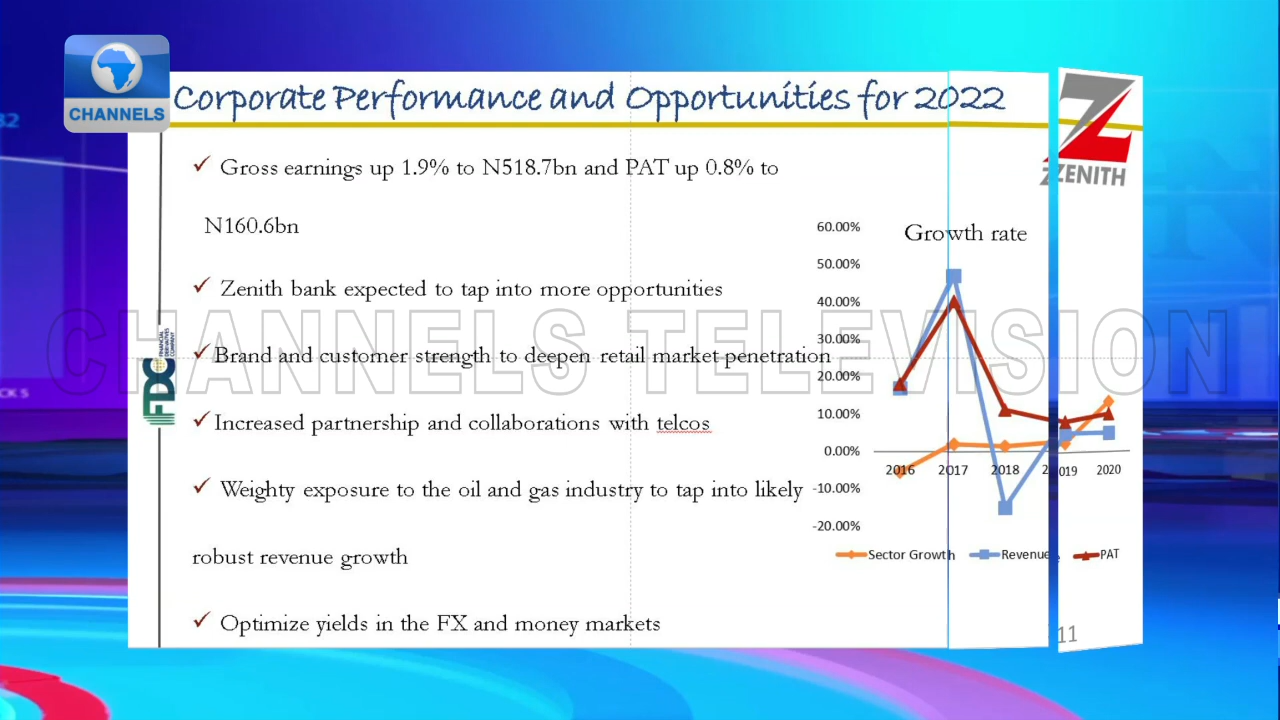 CHANNELS
Corporate Performance and Opportunities for 2022
ZENITH
Gross earnings up 1.9% to N518.7bn and PAT up 0.8% to
N160.6bn
Zenith bank expected to tap into more opportunities
Brand and customer strength to deepen retail market penetration
Increased partnership and collaborations with telcos
Weighty exposure to the oil and gas industry to tap into likely
robust revenue growth
Optimize yields in the FX and money markets
Growth rate
60.00%
50.00%
40.00%
30.00%
20.00%
10.00%
0.00%
-10.00%
-20.00%
2016 2017 2018 2019 2020
Sector Growth Revenue PAT
11
FDC
FINANCIAL
DERIVATIVES
COMPANY
CHANNELS TELEVISION